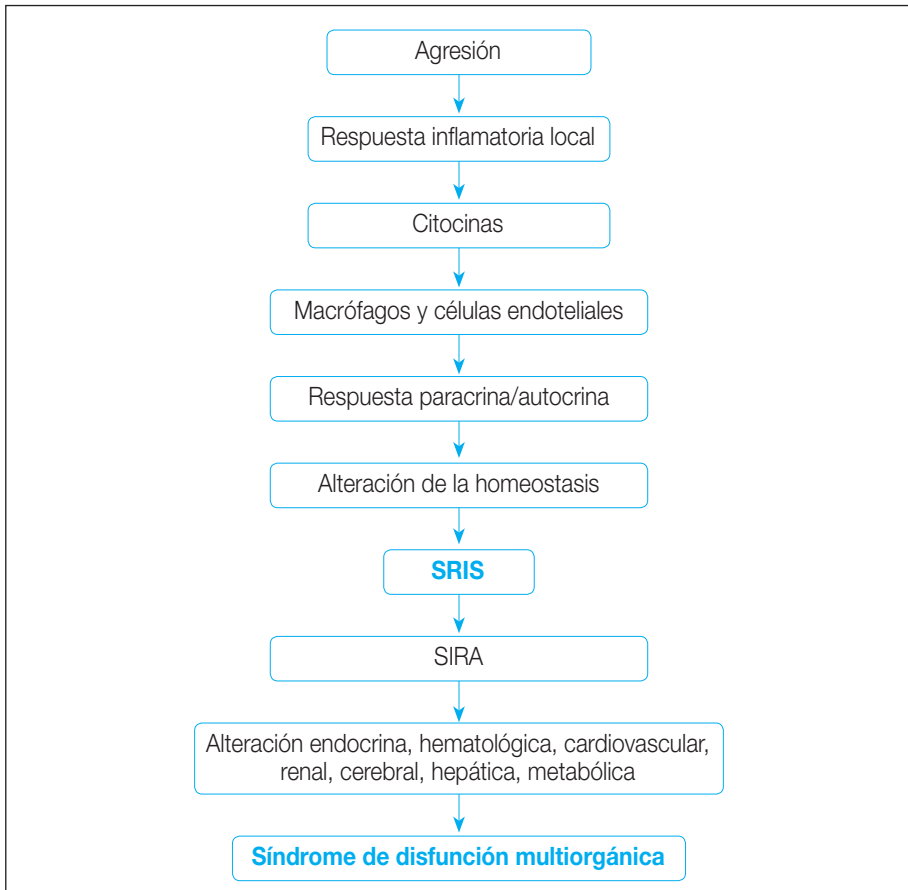 Agresión
Respuesta inflamatoria local
Citocinas
Macrófagos y células endoteliales
Respuesta paracrina/autocrina
Alteración de la homeostasis
SRIS
SIRA
Alteración endocrina, hematológica, cardiovascular,
renal, cerebral, hepática, metabólica
Síndrome de disfunción multiorgánica